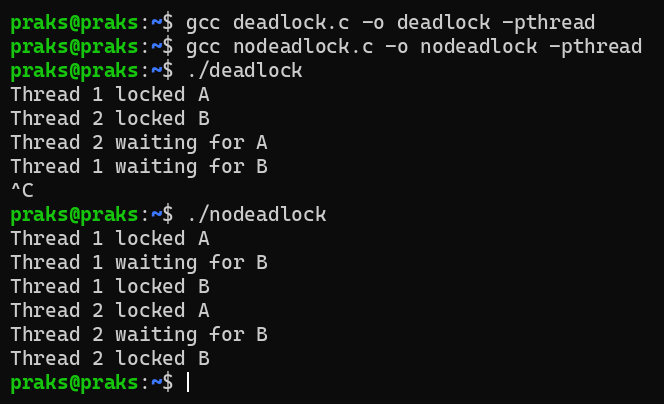 praks@praks:~$ gcc deadlock.c -o deadlock -pthread
praks@praks:~$ gcc nodeadlock.c -o nodeadlock -pthread
praks@praks:~$ ./deadlock
Thread 1 locked A
Thread 2 locked B
Thread 2 waiting for A
Thread 1 waiting for B
^C
praks@praks:~$ ./nodeadlock
Thread 1 locked A
Thread 1 waiting for B
Thread 1 locked B
Thread 2 locked A
Thread 2 waiting for B
Thread 2 locked B
praks@praks:~$